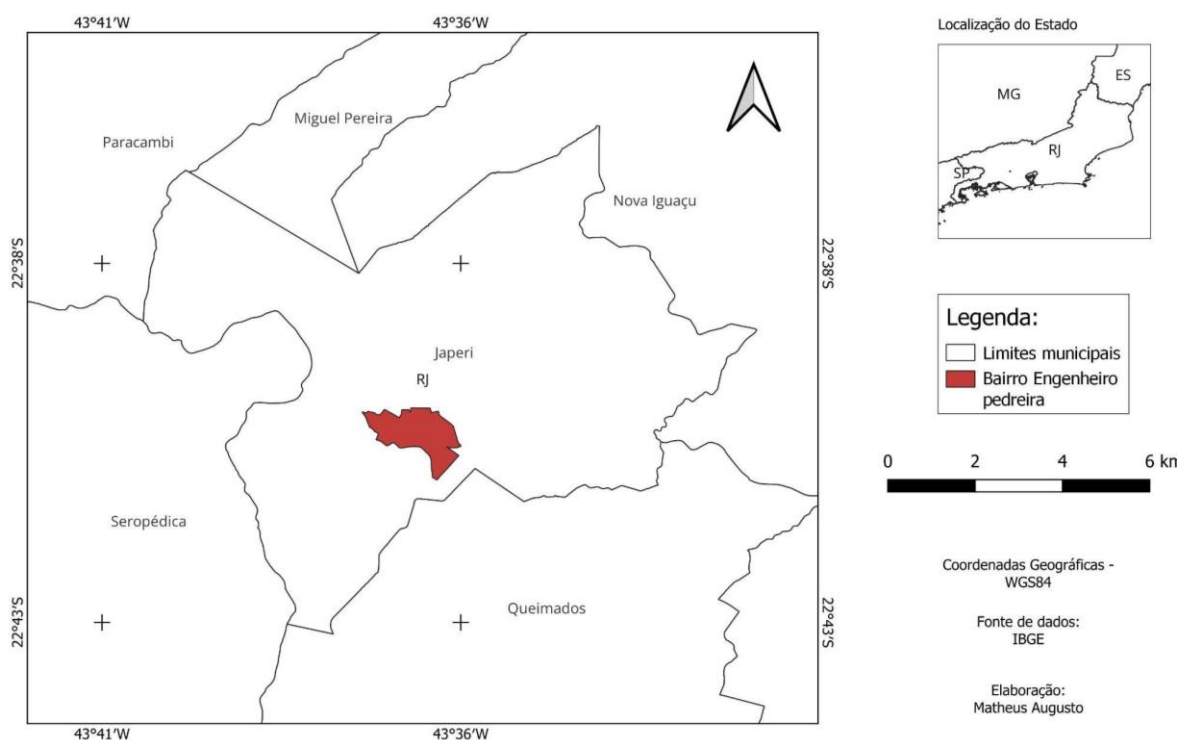 43°41'W
43°36'W
Localização do Estado
MG
ES
RJ
SP
Miguel Pereira
Paracambi
Nova Iguaçu
22°38'S
22°38'S
Legenda:
Limites municipais
Bairro Engenheiro
pedreira
Japeri
RJ
0 2 4 6 km
Seropédica
Queimados
22°43'S
22°43'S
Coordenadas Geográficas -
WGS84
Fonte de dados:
IBGE
Elaboração:
Matheus Augusto
43°41'W
43°36'W